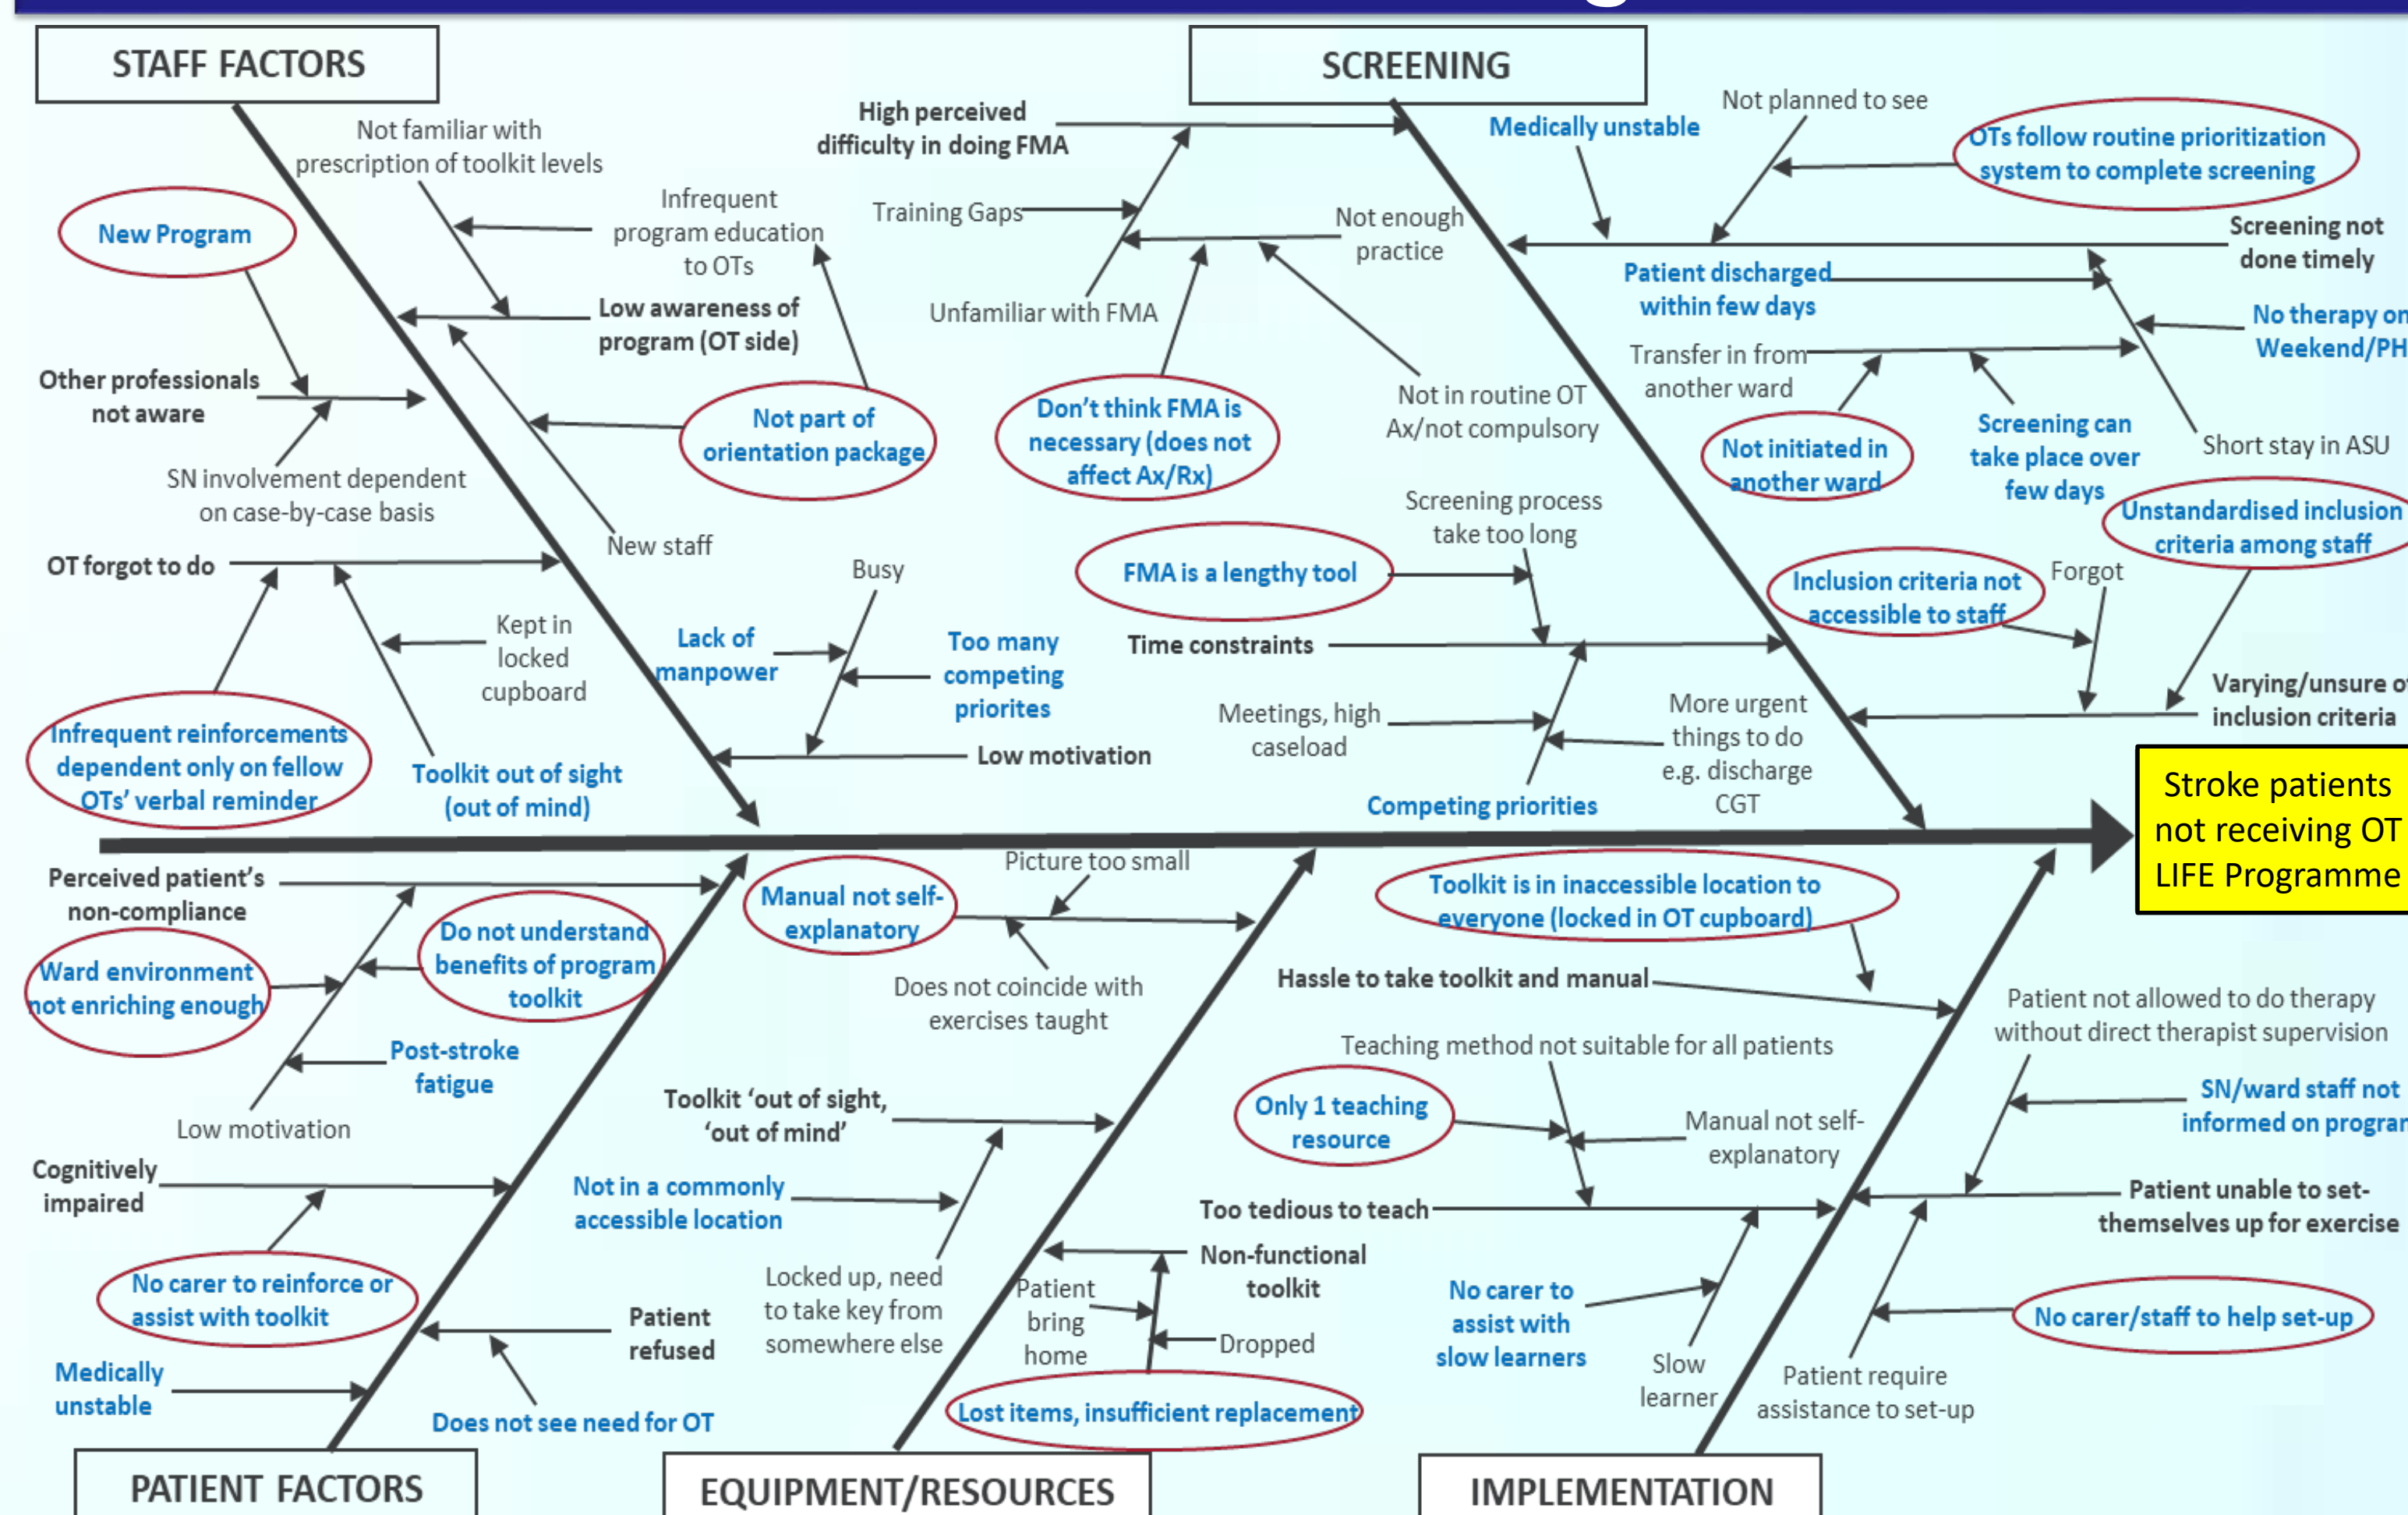 STAFF FACTORS
SCREENING
Not familiar with
prescription of toolkit levels
New Program
Infrequent
program education
to OTs
Low awareness of
program (OT side)
Other professionals
not aware
SN involvement dependent
on case-by-case basis
Not part of
orientation package
New staff
OT forgot to do
Kept in
locked
cupboard
Infrequent reinforcements
dependent only on fellow
OTs' verbal reminder
Toolkit out of sight
(out of mind)
Busy
Lack of
manpower
Too many
competing
priorites
Low motivation
High perceived
difficulty in doing FMA
Training Gaps
Not enough
practice
Unfamiliar with FMA
Don't think FMA is
necessary (does not
affect Ax/Rx)
Not in routine OT
Ax/not compulsory
Screening process
take too long
FMA is a lengthy tool
Time constraints
Meetings, high
caseload
More urgent
things to do
e.g. discharge
CGT
Competing priorities
Medically unstable
Not planned to see
OTs follow routine prioritization
system to complete screening
Screening not
done timely
Patient discharged
within few days
No therapy on
Weekend/PH
Transfer in from
another ward
Not initiated in
another ward
Screening can
take place over
few days
Short stay in ASU
Unstandardised inclusion
criteria among staff
Inclusion criteria not
accessible to staff
Forgot
Varying/unsure
inclusion criteria
Stroke patients
not receiving OT
LIFE Programme
Perceived patient's
non-compliance
Ward environment
not enriching enough
Do not understand
benefits of program
toolkit
Post-stroke
fatigue
Low motivation
Cognitively
impaired
No carer to reinforce or
assist with toolkit
Medically
unstable
Patient
refused
Does not see need for OT
PATIENT FACTORS
Manual not self-
explanatory
Picture too small
Does not coincide with
exercises taught
Toolkit 'out of sight,
'out of mind'
Not in a commonly
accessible location
Locked up, need
to take key from
somewhere else
Non-functional
toolkit
Patient
bring
home
Dropped
Lost items, insufficient replacement
EQUIPMENT/RESOURCES
Toolkit is in inaccessible location to
everyone (locked in OT cupboard)
Hassle to take toolkit and manual
Teaching method not suitable for all patients
Only 1 teaching
resource
Manual not self-
explanatory
Too tedious to teach
No carer to
assist with
slow learners
Slow
learner
Patient not allowed to do therapy
without direct therapist supervision
SN/ward staff not
informed on
Patient unable to set-
themselves up for exercise
No carer/staff to help set-up
Patient require
assistance to set-up
IMPLEMENTATION